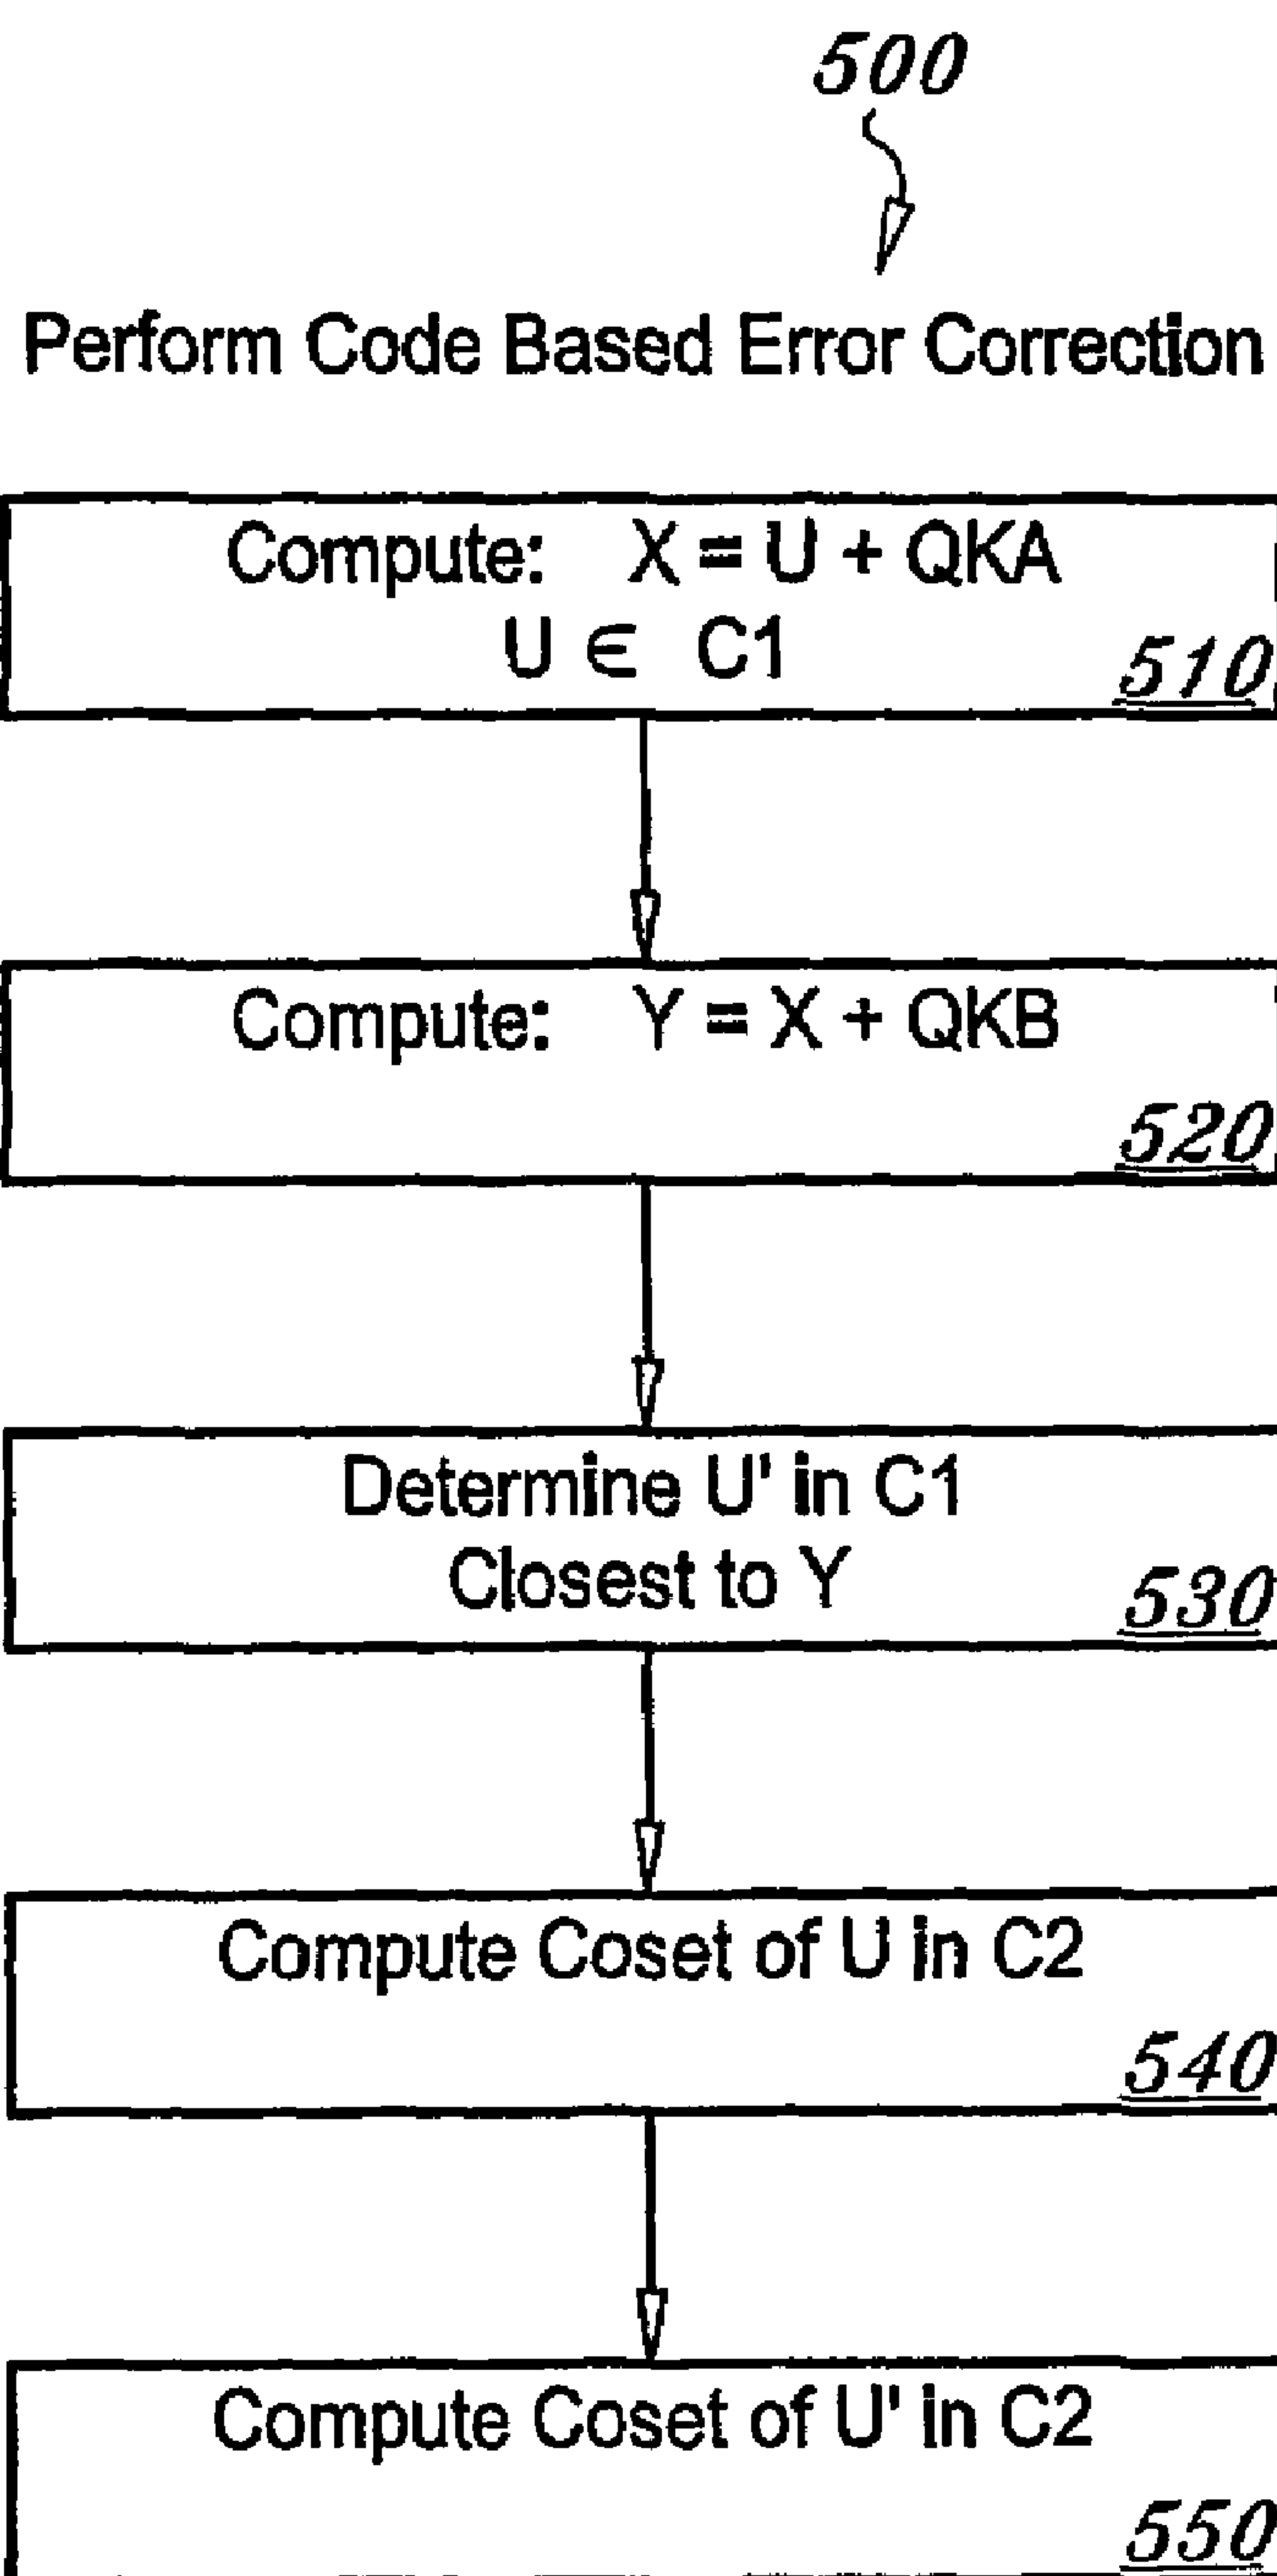 500
Perform Code Based Error Correction
Compute: X = U + QKA
U ∈ C1
510
Compute: Y = X + QKB
520
Determine U' in C1
Closest to Y
530
Compute Coset of U in C2
540
Compute Coset of U' in C2
550